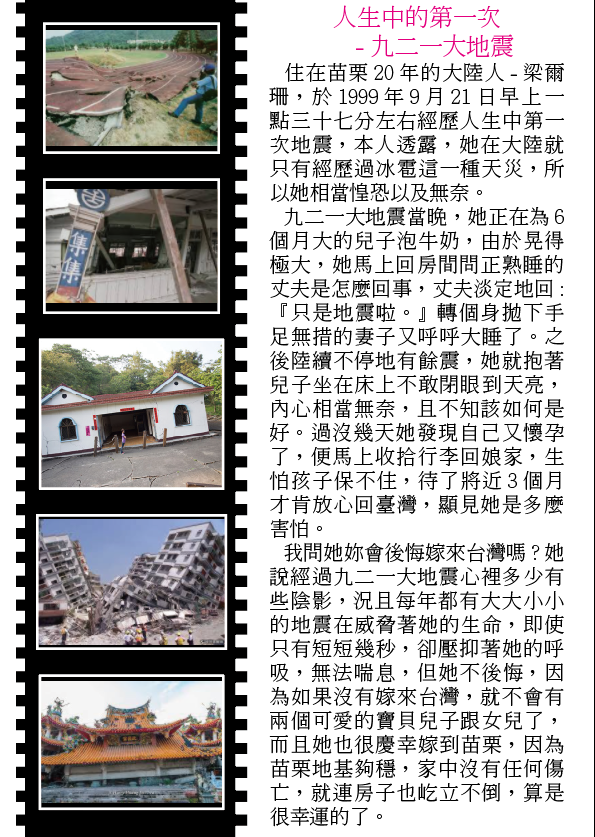 人生中的第一次
- 九二一大地震
住在苗栗 20 年的大陸人 - 梁爾
珊，於 1999 年 9 月 21 日早上一
點三十七分左右經歷人生中第一
次地震，本人透露，她在大陸就
只有經歷過冰雹這一種天災，所
以她相當惶恐以及無奈。
九二一大地震當晚，她正在為 6
個月大的兒子泡牛奶，由於晃得
極大，她馬上回房間問正熟睡的
丈夫是怎麼回事，丈夫淡定地回 :
『只是地震啦。』轉個身拋下手
足無措的妻子又呼呼大睡了。之
後陸續不停地有餘震，她就抱著
兒子坐在床上不敢閉眼到天亮，
內心相當無奈，且不知該如何是
好。過沒幾天她發現自己又懷孕
了，便馬上收拾行李回娘家，生
怕孩子保不住，待了將近 3 個月
才肯放心回臺灣，顯見她是多麼
害怕。
我問她妳會後悔嫁來台灣嗎 ? 她
說經過九二一大地震心裡多少有
些陰影，況且每年都有大大小小
的地震在威脅著她的生命，即使
只有短短幾秒，卻壓抑著她的呼
吸，無法喘息，但她不後悔，因
為如果沒有嫁來台灣，就不會有
兩個可愛的寶貝兒子跟女兒了，
而且她也很慶幸嫁到苗栗，因為
苗栗地基夠穩，家中沒有任何傷
亡，就連房子也屹立不倒，算是
很幸運的了。
集集